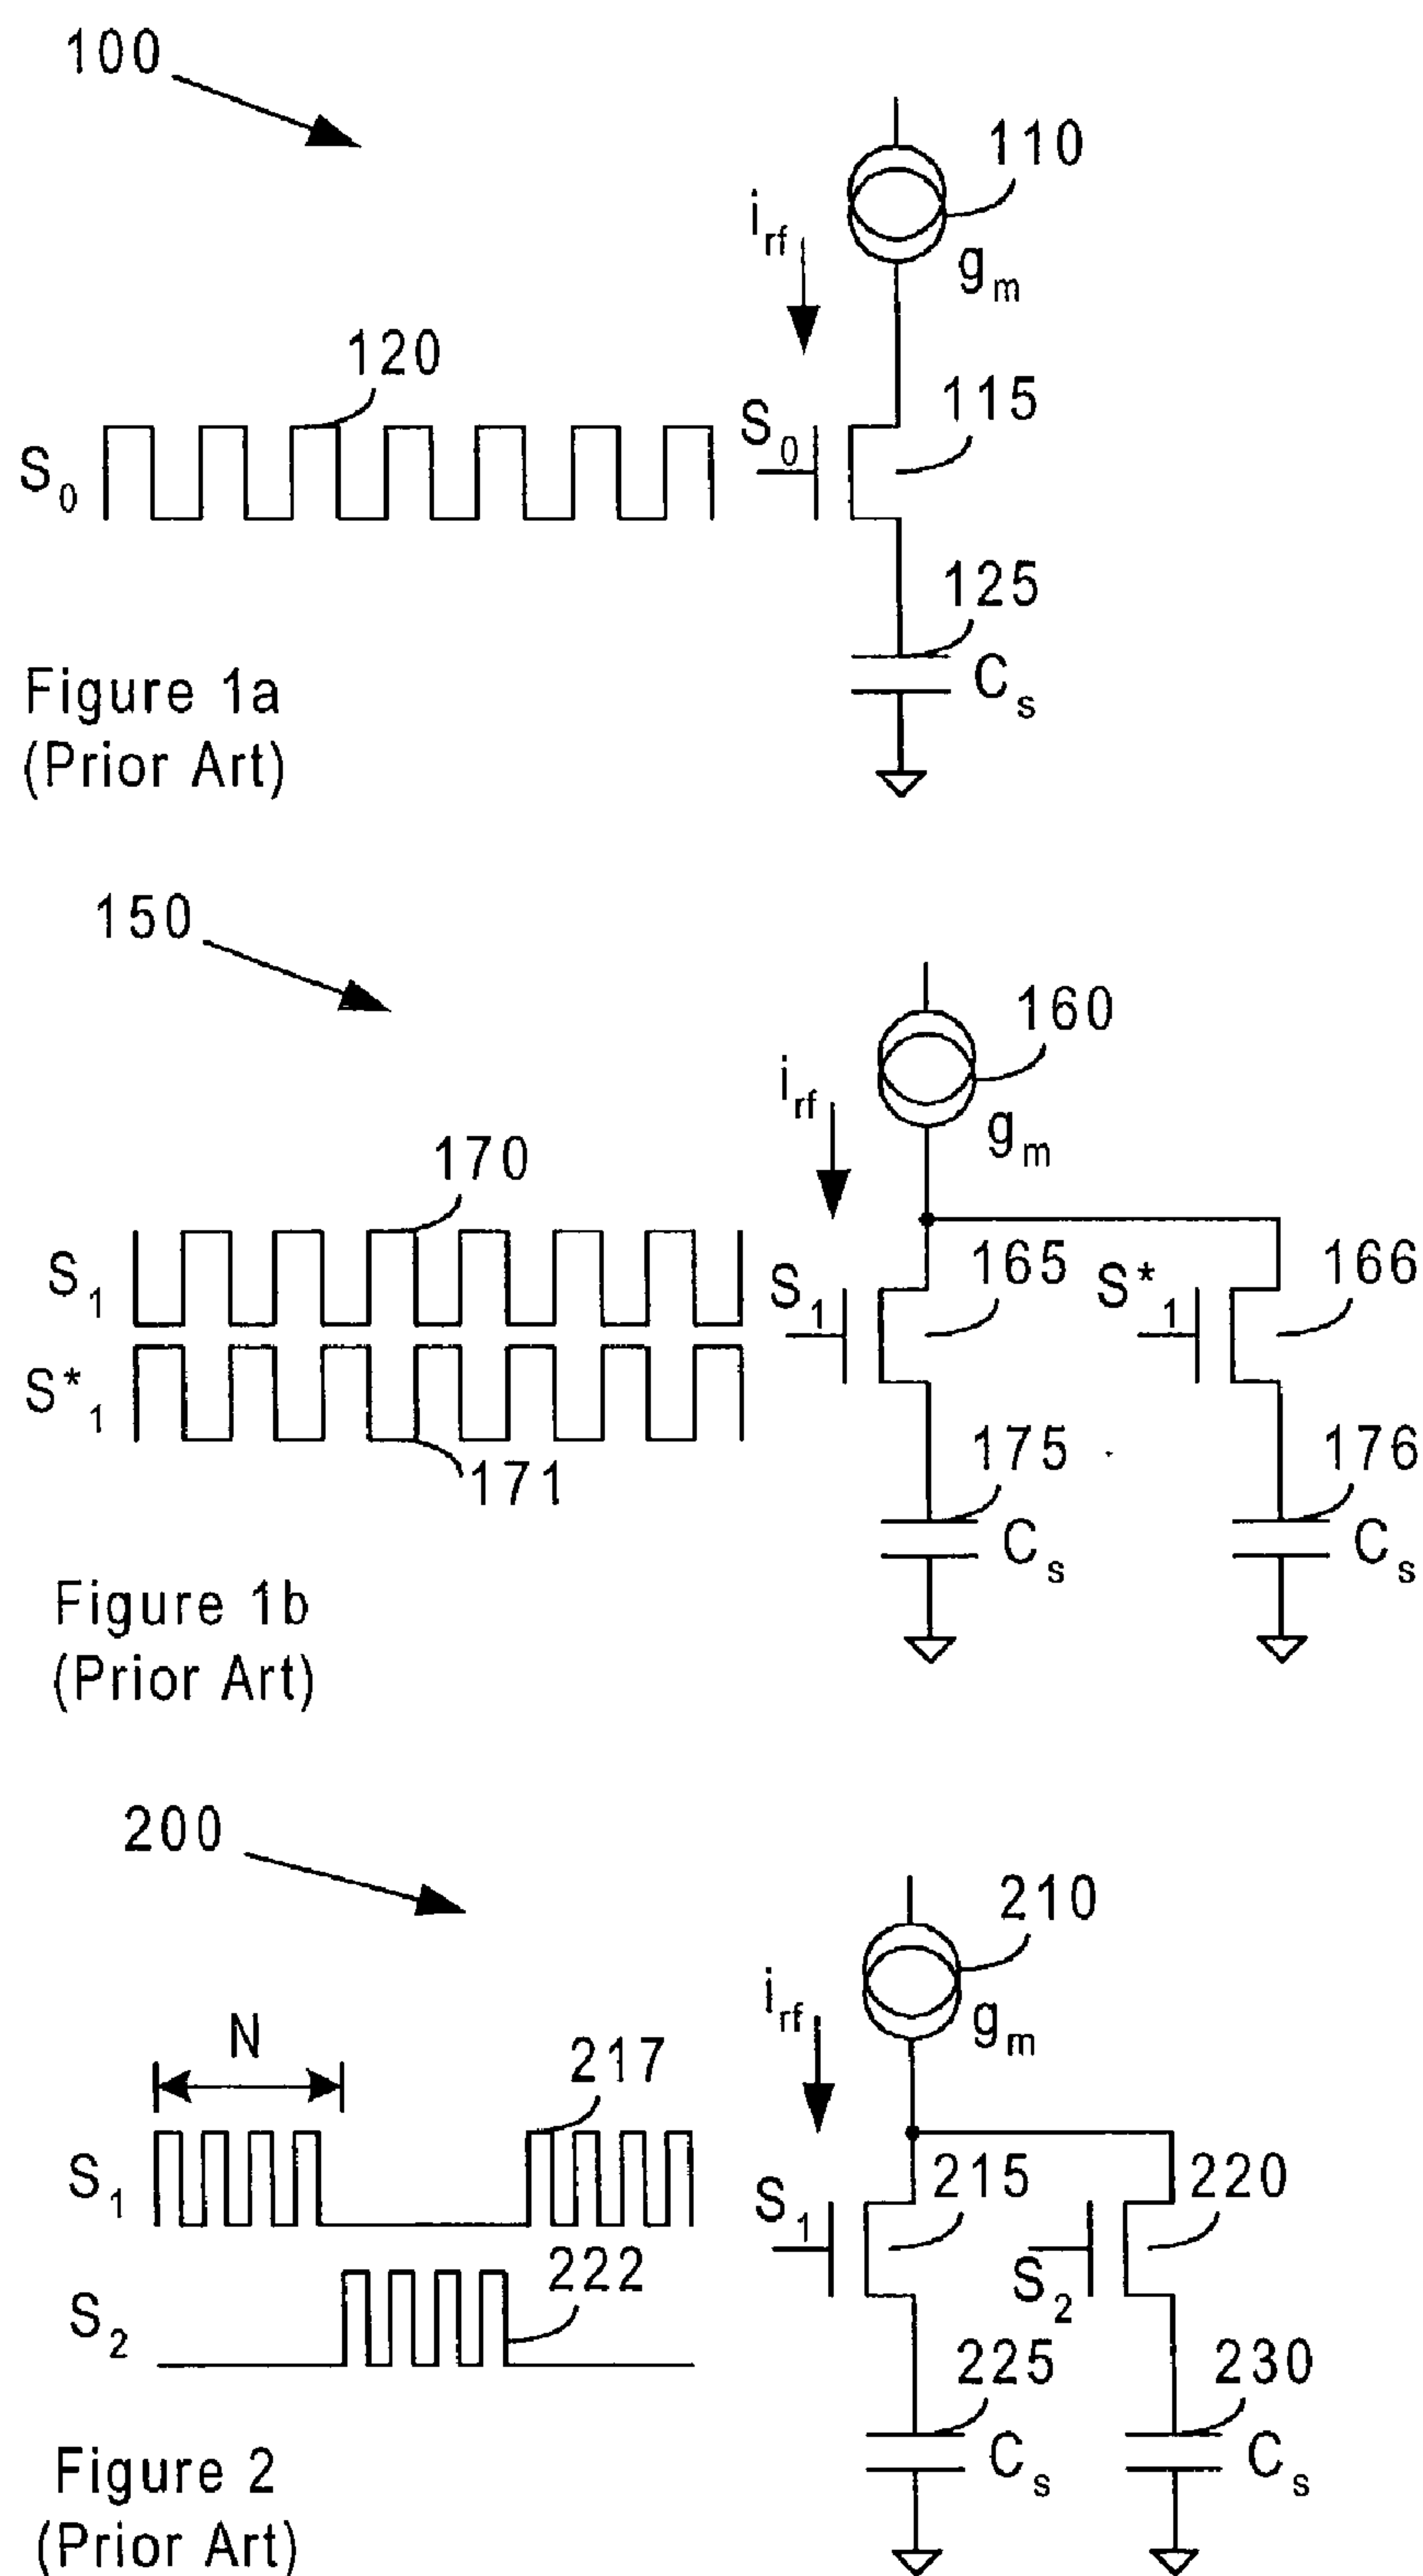 100
110
i_rf
g_m
120
115
S_0
S_0
125
C_s
Figure 1a
(Prior Art)
150
160
i_rf
g_m
170
S_1
S_1
165
S*_1
166
S*_1
171
175
176
C_s
C_s
Figure 1b
(Prior Art)
200
210
i_rf
g_m
N
217
S_1
S_1
215
220
S_2
222
S_2
225
230
C_s
C_s
Figure 2
(Prior Art)